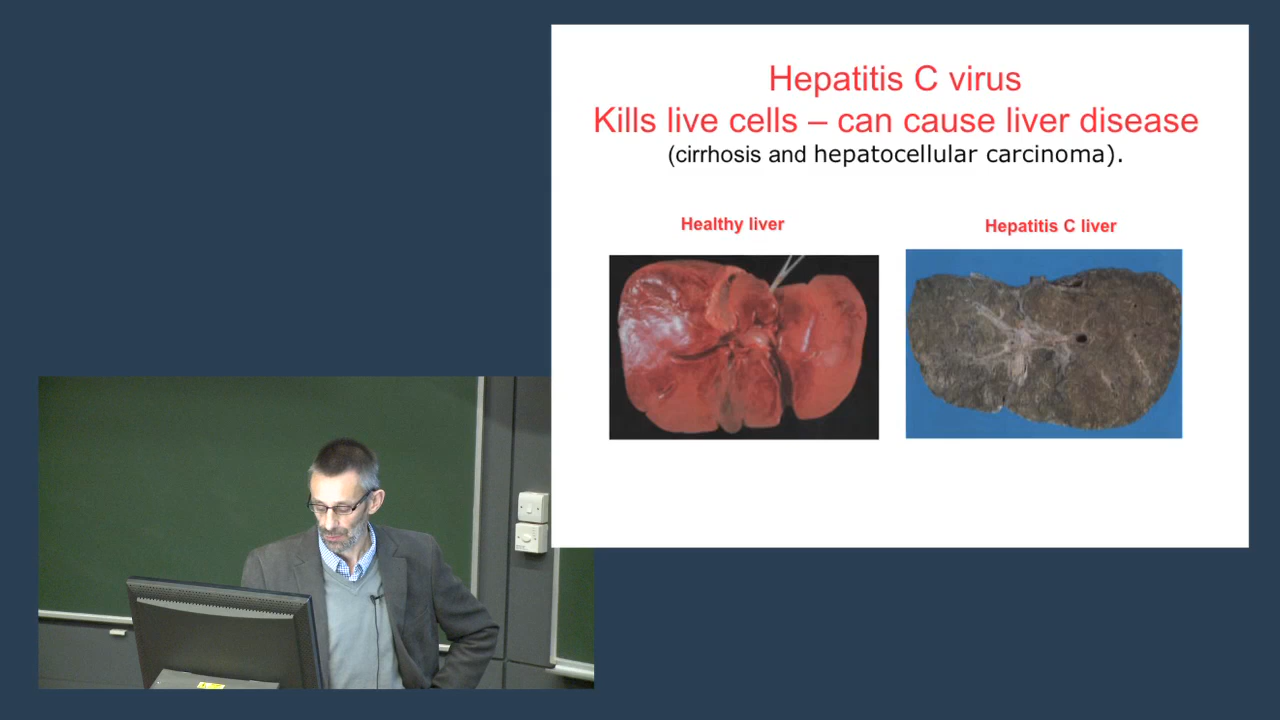 Hepatitis C virus
Kills live cells – can cause liver disease
(cirrhosis and hepatocellular carcinoma).
Healthy liver
Hepatitis C liver